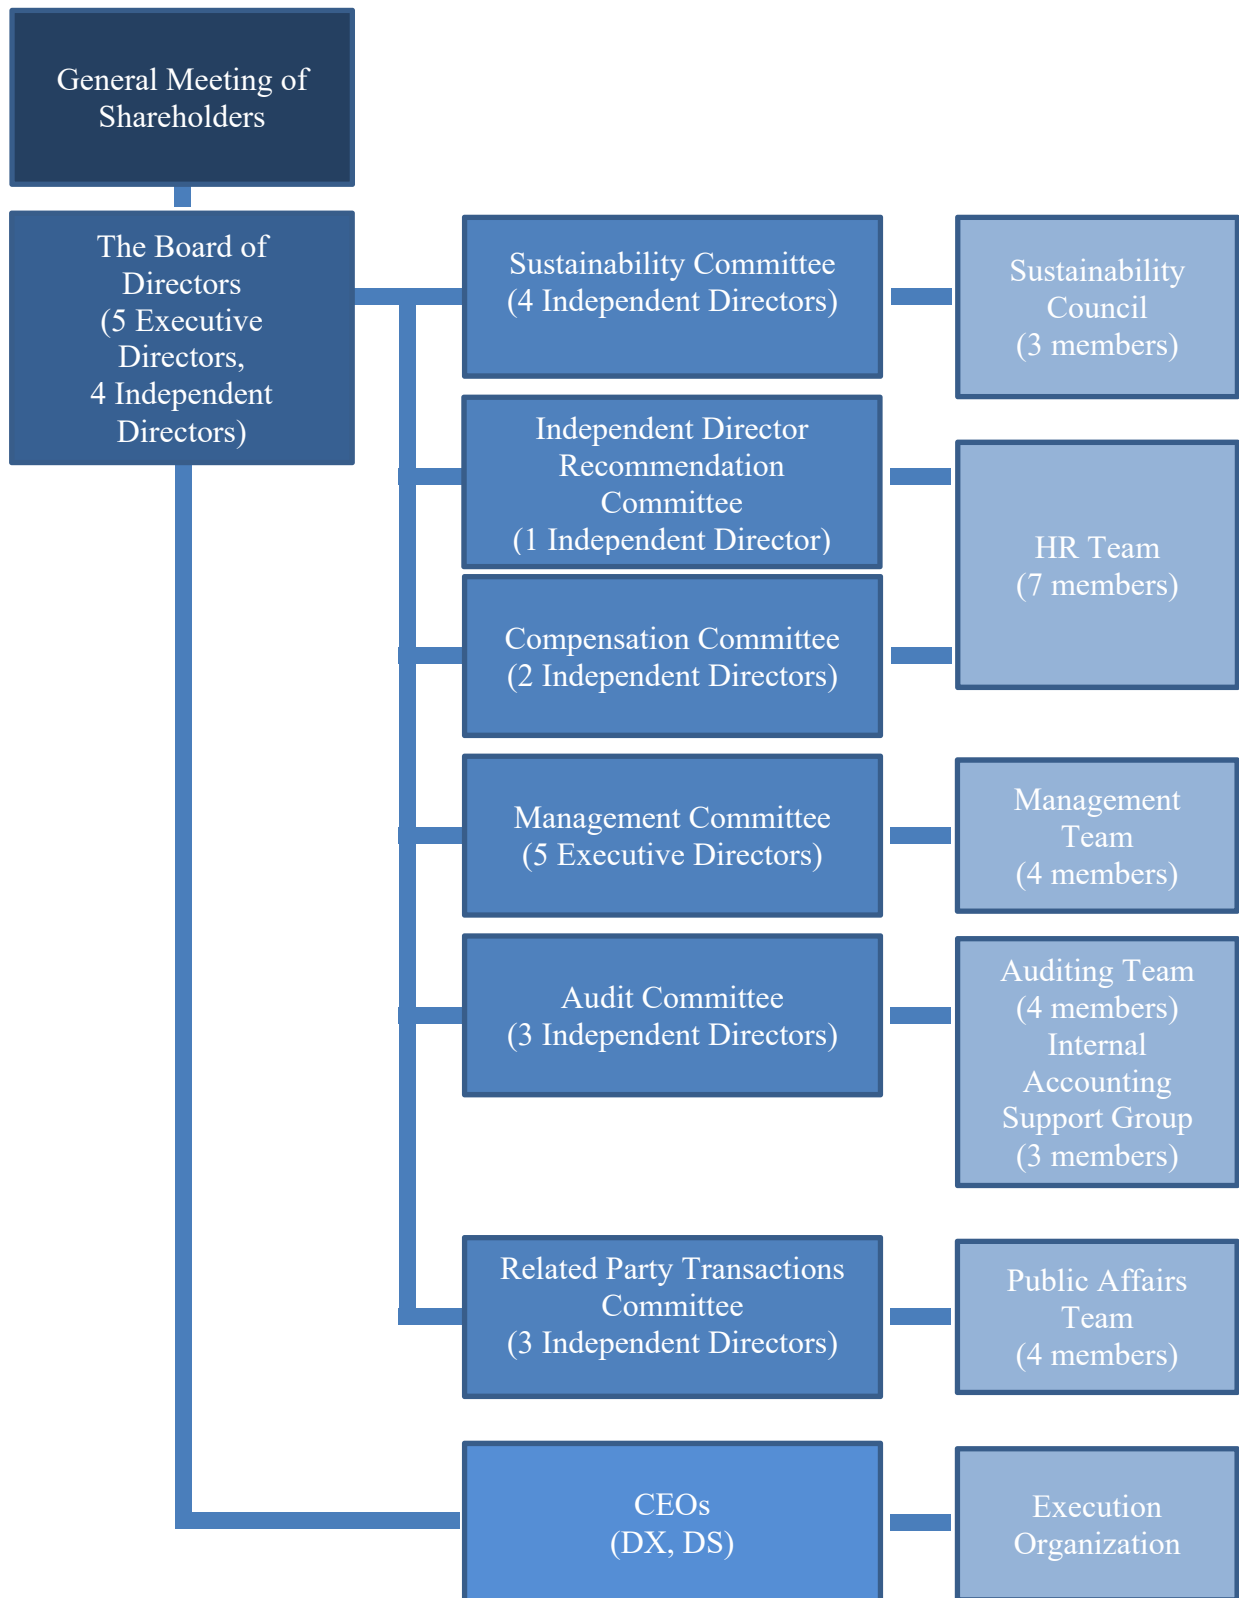 General Meeting of
Shareholders
The Board of
Directors
(5 Executive
Directors,
4 Independent
Directors)
Sustainability Committee
(4 Independent Directors)
Sustainability
Council
(3 members)
Independent Director
Recommendation
Committee
(1 Independent Director)
HR Team
(7 members)
Compensation Committee
(2 Independent Directors)
Management Committee
(5 Executive Directors)
Management
Team
(4 members)
Audit Committee
(3 Independent Directors)
Auditing Team
(4 members)
Internal
Accounting
Support Group
(3 members)
Related Party Transactions
Committee
(3 Independent Directors)
Public Affairs
Team
(4 members)
CEOs
(DX, DS)
Execution
Organization